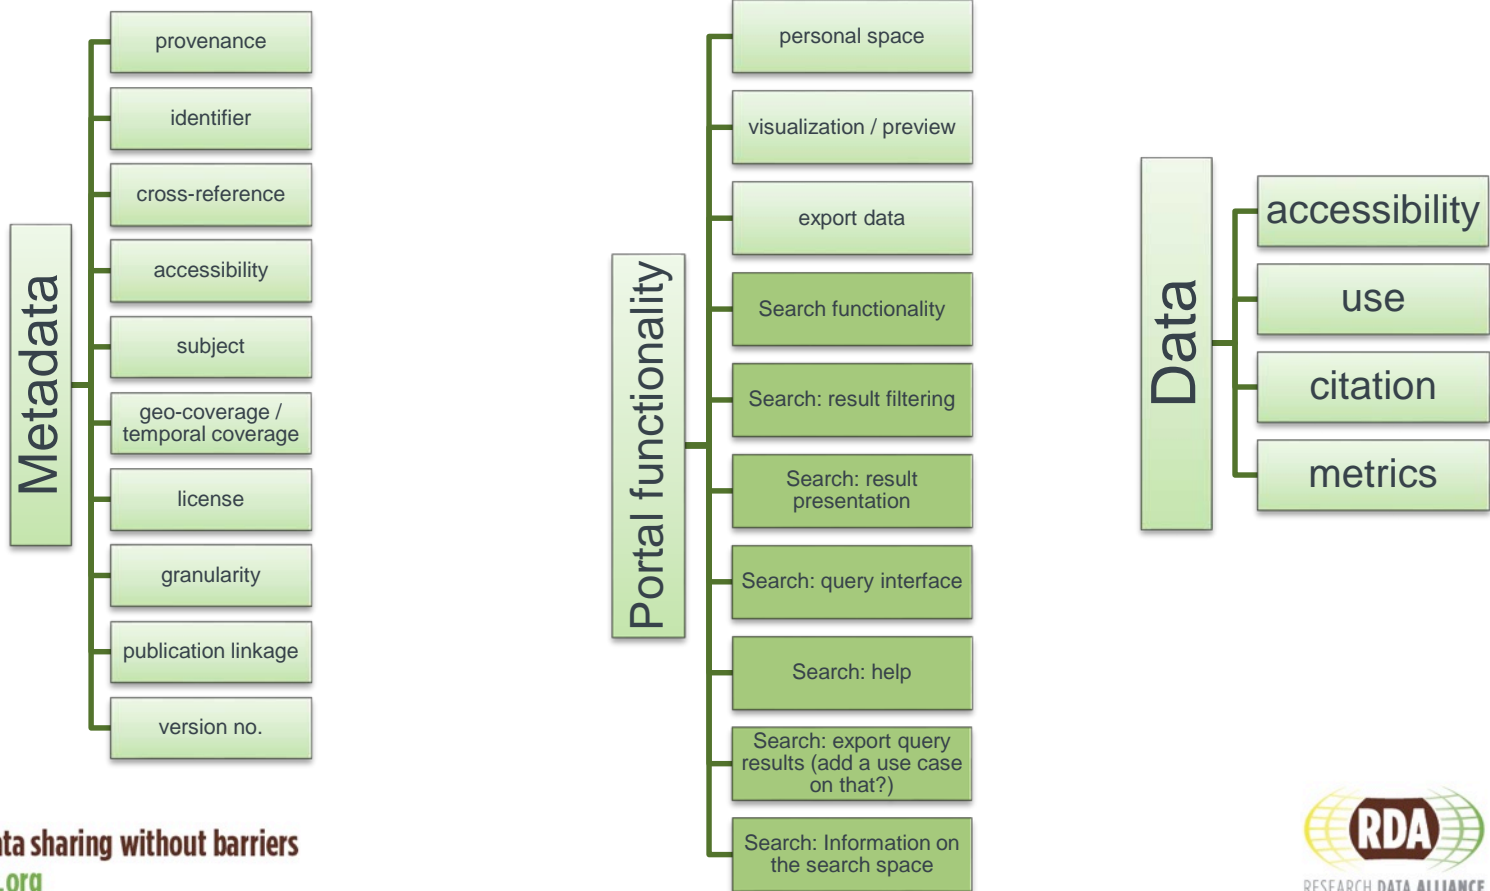 Metadata
provenance
identifier
cross-reference
accessibility
subject
geo-coverage /
temporal coverage
license
granularity
publication linkage
version no.
Portal functionality
personal space
visualization / preview
export data
Search functionality
Search: result filtering
Search: result
presentation
Search: query interface
Search: help
Search: export query
results (add a use case
on that?)
Search: Information on
the search space
Data
accessibility
use
citation
metrics
ta sharing without barriers
.org
RDA
RESEARCH DATA ALLIANCE